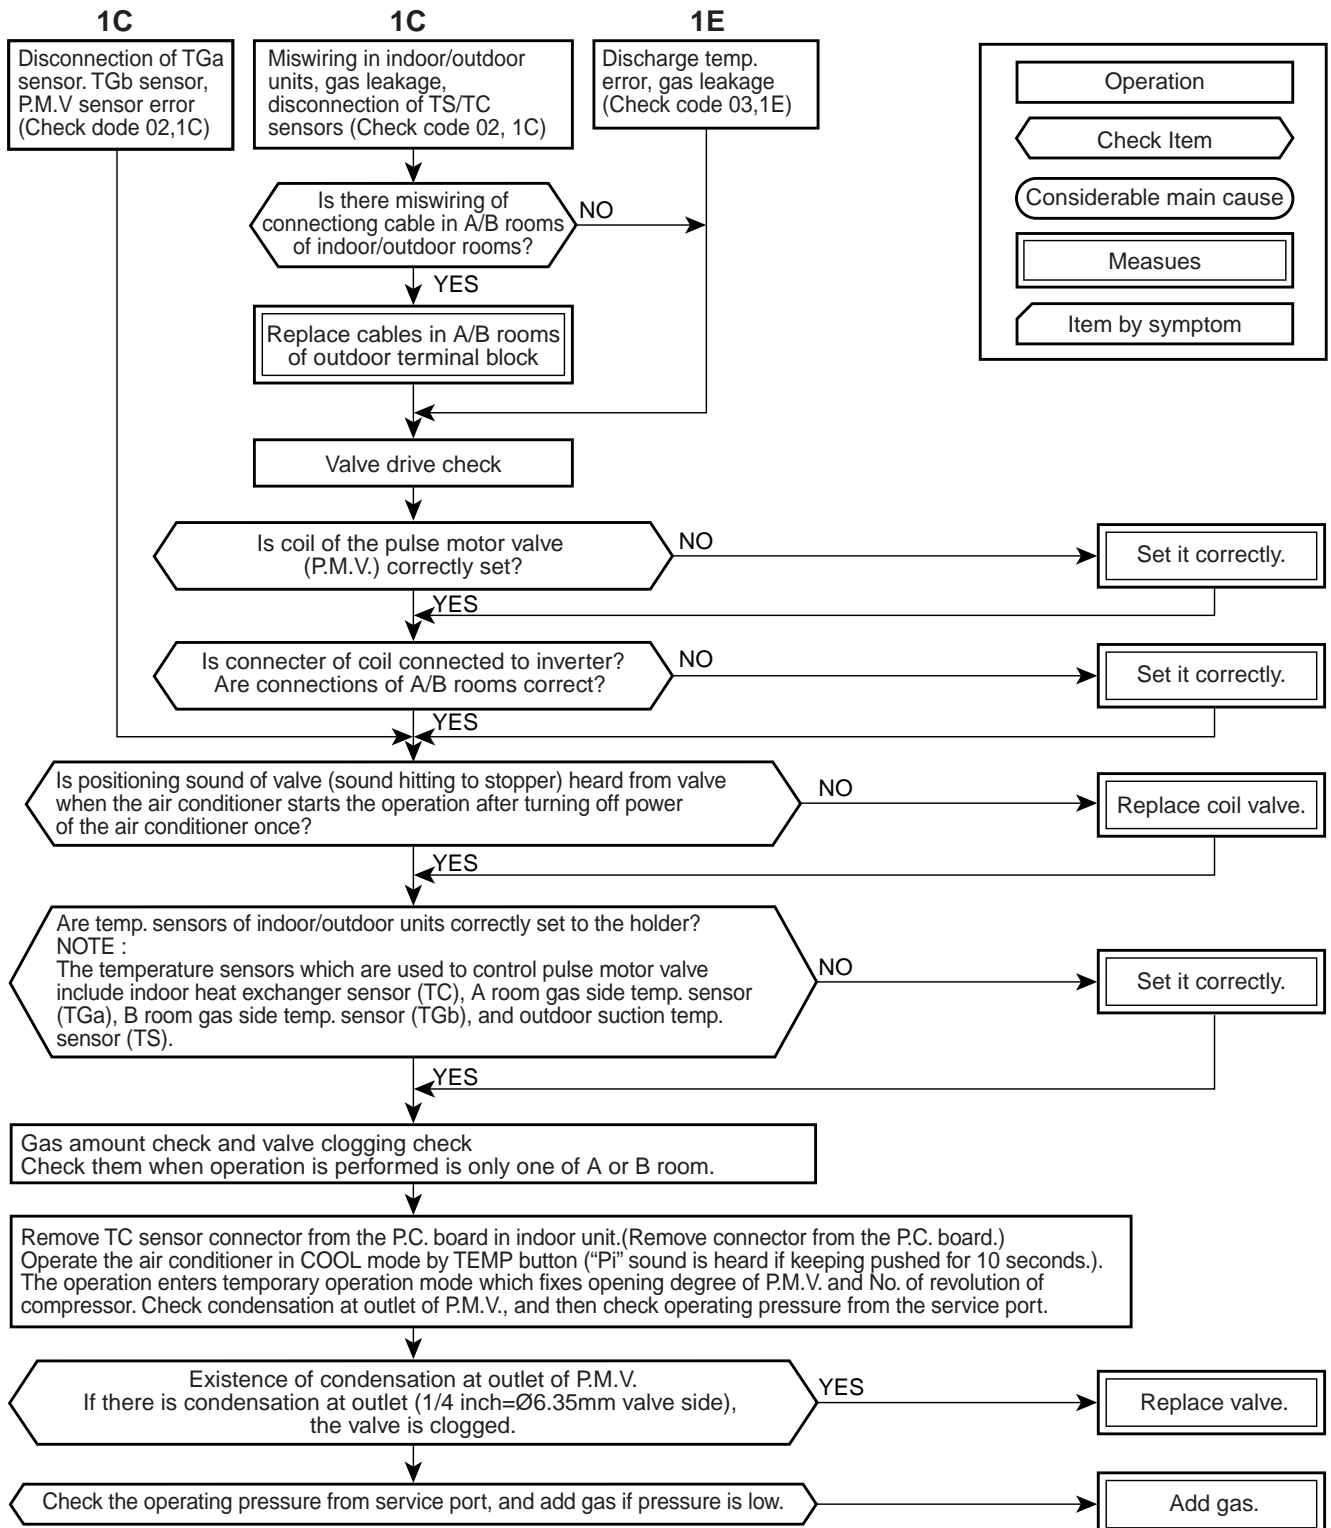 1C
Disconnection of TGa
sensor. TGb sensor,
P.M.V sensor error
(Check dode 02,1C)
1C
Miswiring in indoor/outdoor
units, gas leakage,
disconnection of TS/TC
sensors (Check code 02, 1C)
1E
Discharge temp.
error, gas leakage
(Check code 03,1E)
Operation
Check Item
Considerable main cause
Measues
Item by symptom
Is there miswiring of
connectiong cable in A/B rooms
of indoor/outdoor rooms?
NO
YES
Replace cables in A/B rooms
of outdoor terminal block
Valve drive check
Is coil of the pulse motor valve
(P.M.V.) correctly set?
NO
Set it correctly.
YES
Is connecter of coil connected to inverter?
Are connections of A/B rooms correct?
NO
Set it correctly.
YES
Is positioning sound of valve (sound hitting to stopper) heard from valve
when the air conditioner starts the operation after turning off power
of the air conditioner once?
NO
Replace coil valve.
YES
Are temp. sensors of indoor/outdoor units correctly set to the holder?
NOTE :
The temperature sensors which are used to control pulse motor valve
include indoor heat exchanger sensor (TC), A room gas side temp. sensor
(TGa), B room gas side temp. sensor (TGb), and outdoor suction temp.
sensor (TS).
NO
Set it correctly.
YES
Gas amount check and valve clogging check
Check them when operation is performed is only one of A or B room.
Remove TC sensor connector from the P.C. board in indoor unit.(Remove connector from the P.C. board.)
Operate the air conditioner in COOL mode by TEMP button (“Pi” sound is heard if keeping pushed for 10 seconds.).
The operation enters temporary operation mode which fixes opening degree of P.M.V. and No. of revolution of
compressor. Check condensation at outlet of P.M.V., and then check operating pressure from the service port.
Existence of condensation at outlet of P.M.V.
If there is condensation at outlet (1/4 inch=Ø6.35mm valve side),
the valve is clogged.
YES
Replace valve.
Check the operating pressure from service port, and add gas if pressure is low.
Add gas.